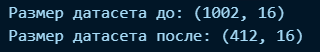 Размер датасета до: (1002, 16)
Размер датасета после: (412, 16)